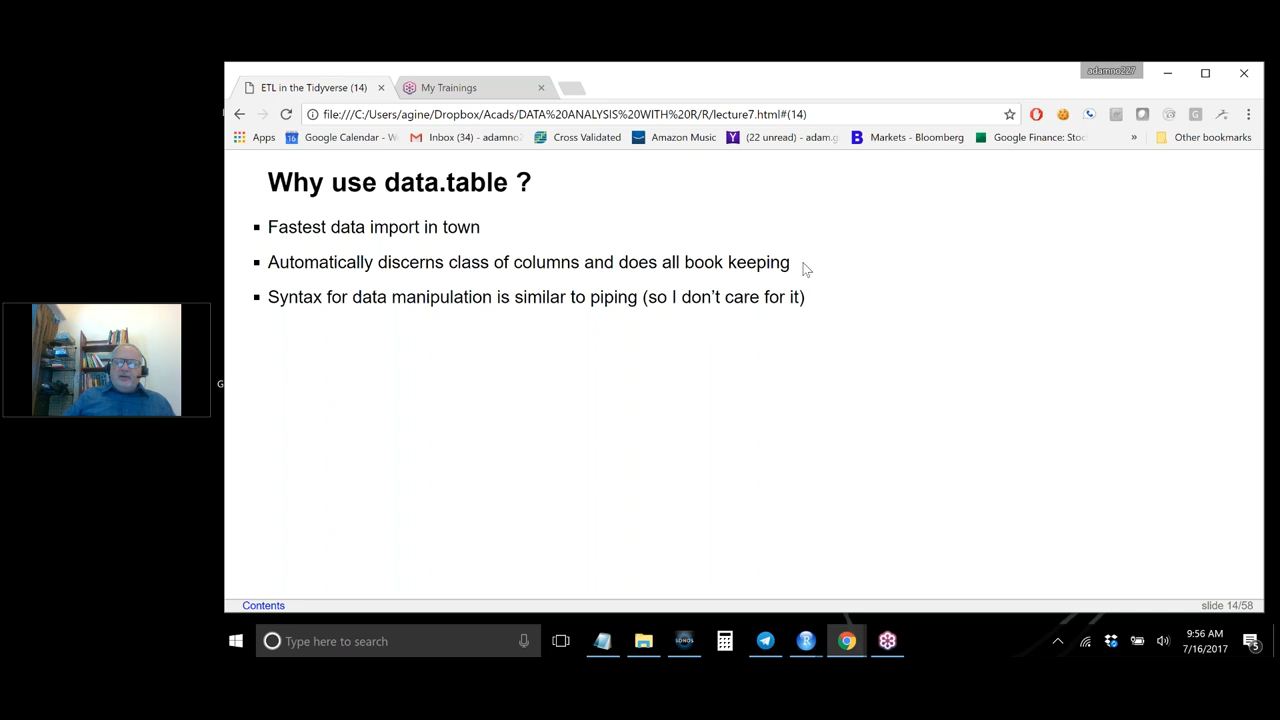 adamno227
ETL in the Tidyverse (14)
My Trainings
file:///C:/Users/agine/Dropbox/Acads/DATA%20ANALYSIS%20WITH%20R/R/lecture7.html#(14)
Apps
Google Calendar - W
Inbox (34) - adamno2
Cross Validated
Amazon Music
(22 unread) - adam.g
Markets - Bloomberg
Google Finance: Stoc
»
Other bookmarks
Why use data.table ?
Fastest data import in town
Automatically discerns class of columns and does all book keeping
Syntax for data manipulation is similar to piping (so I don't care for it)
G
Contents
slide 14/58
Type here to search
SONOS
9:56 AM
7/16/2017
5